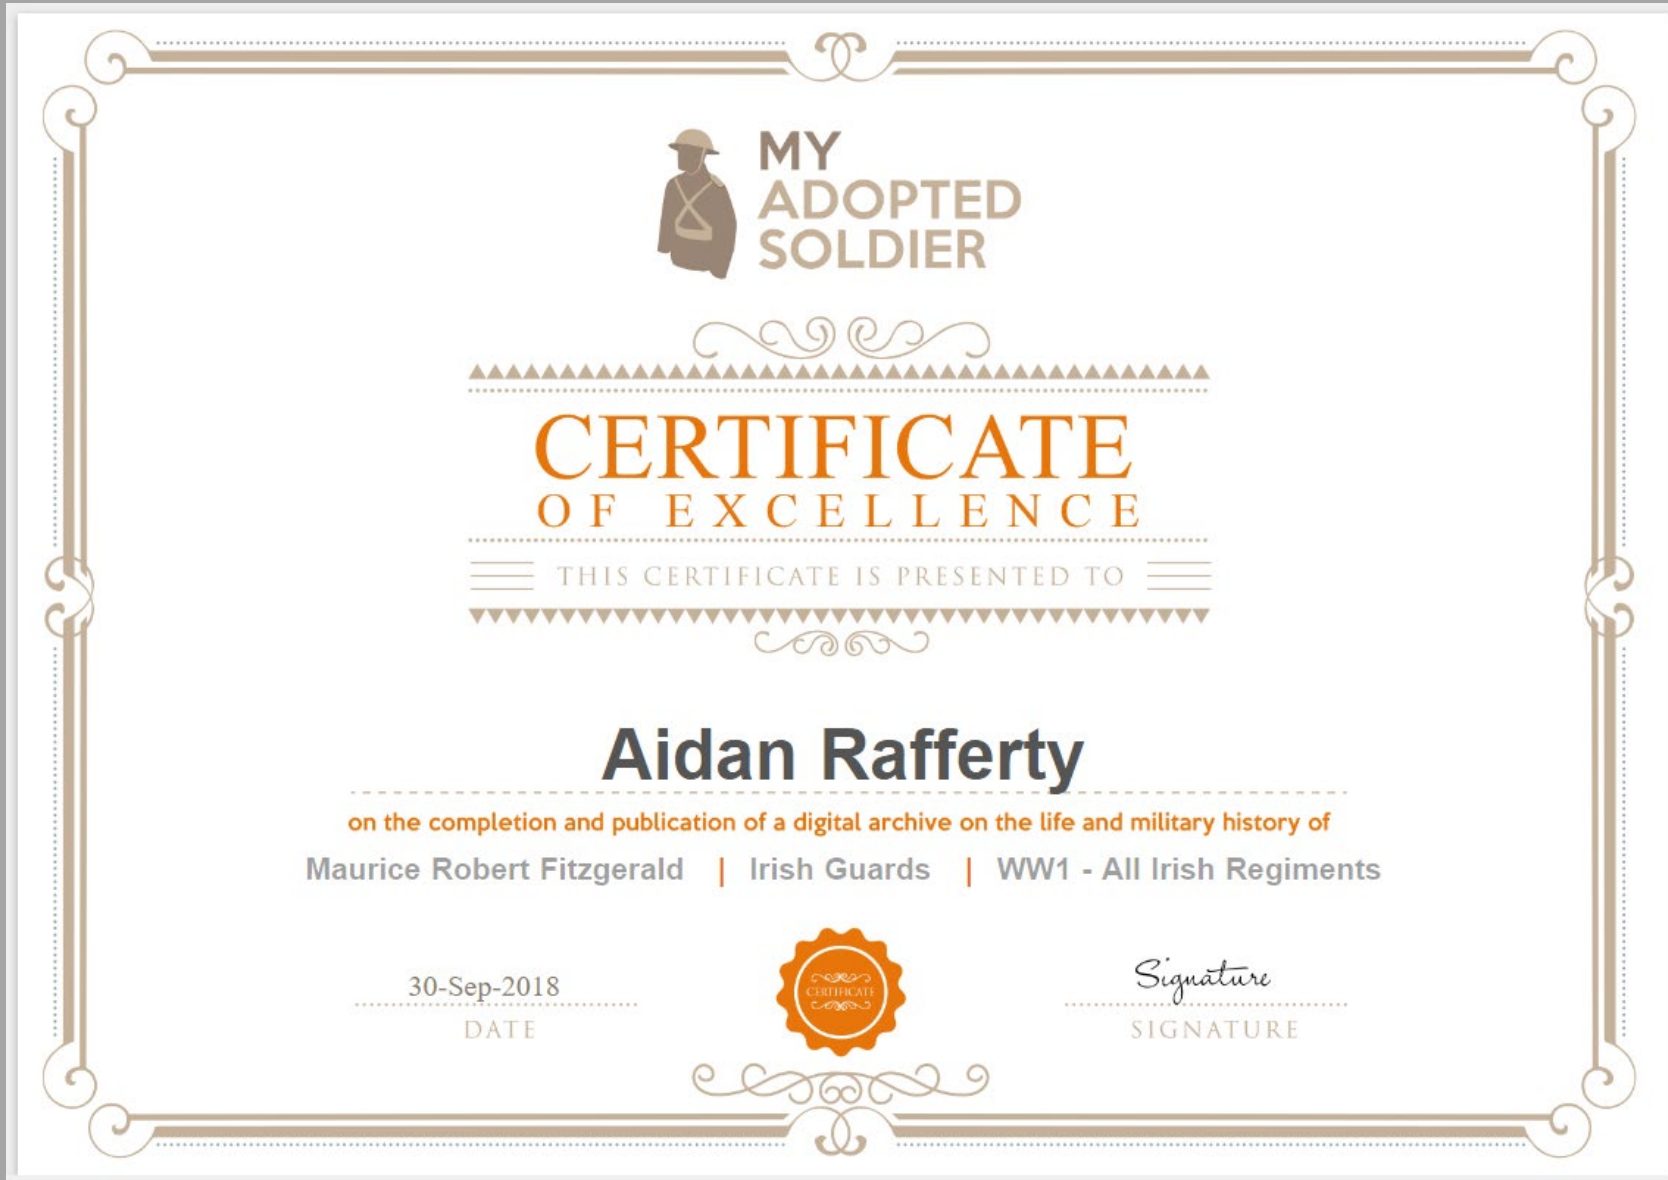 MY
ADOPTED
SOLDIER
CERTIFICATE
OF EXCELLENCE
THIS CERTIFICATE IS PRESENTED TO
Aidan Rafferty
on the completion and publication of a digital archive on the life and military history of
Maurice Robert Fitzgerald | Irish Guards | WW1 - All Irish Regiments
30-Sep-2018
DATE
CERTIFICATE
Signature
SIGNATURE